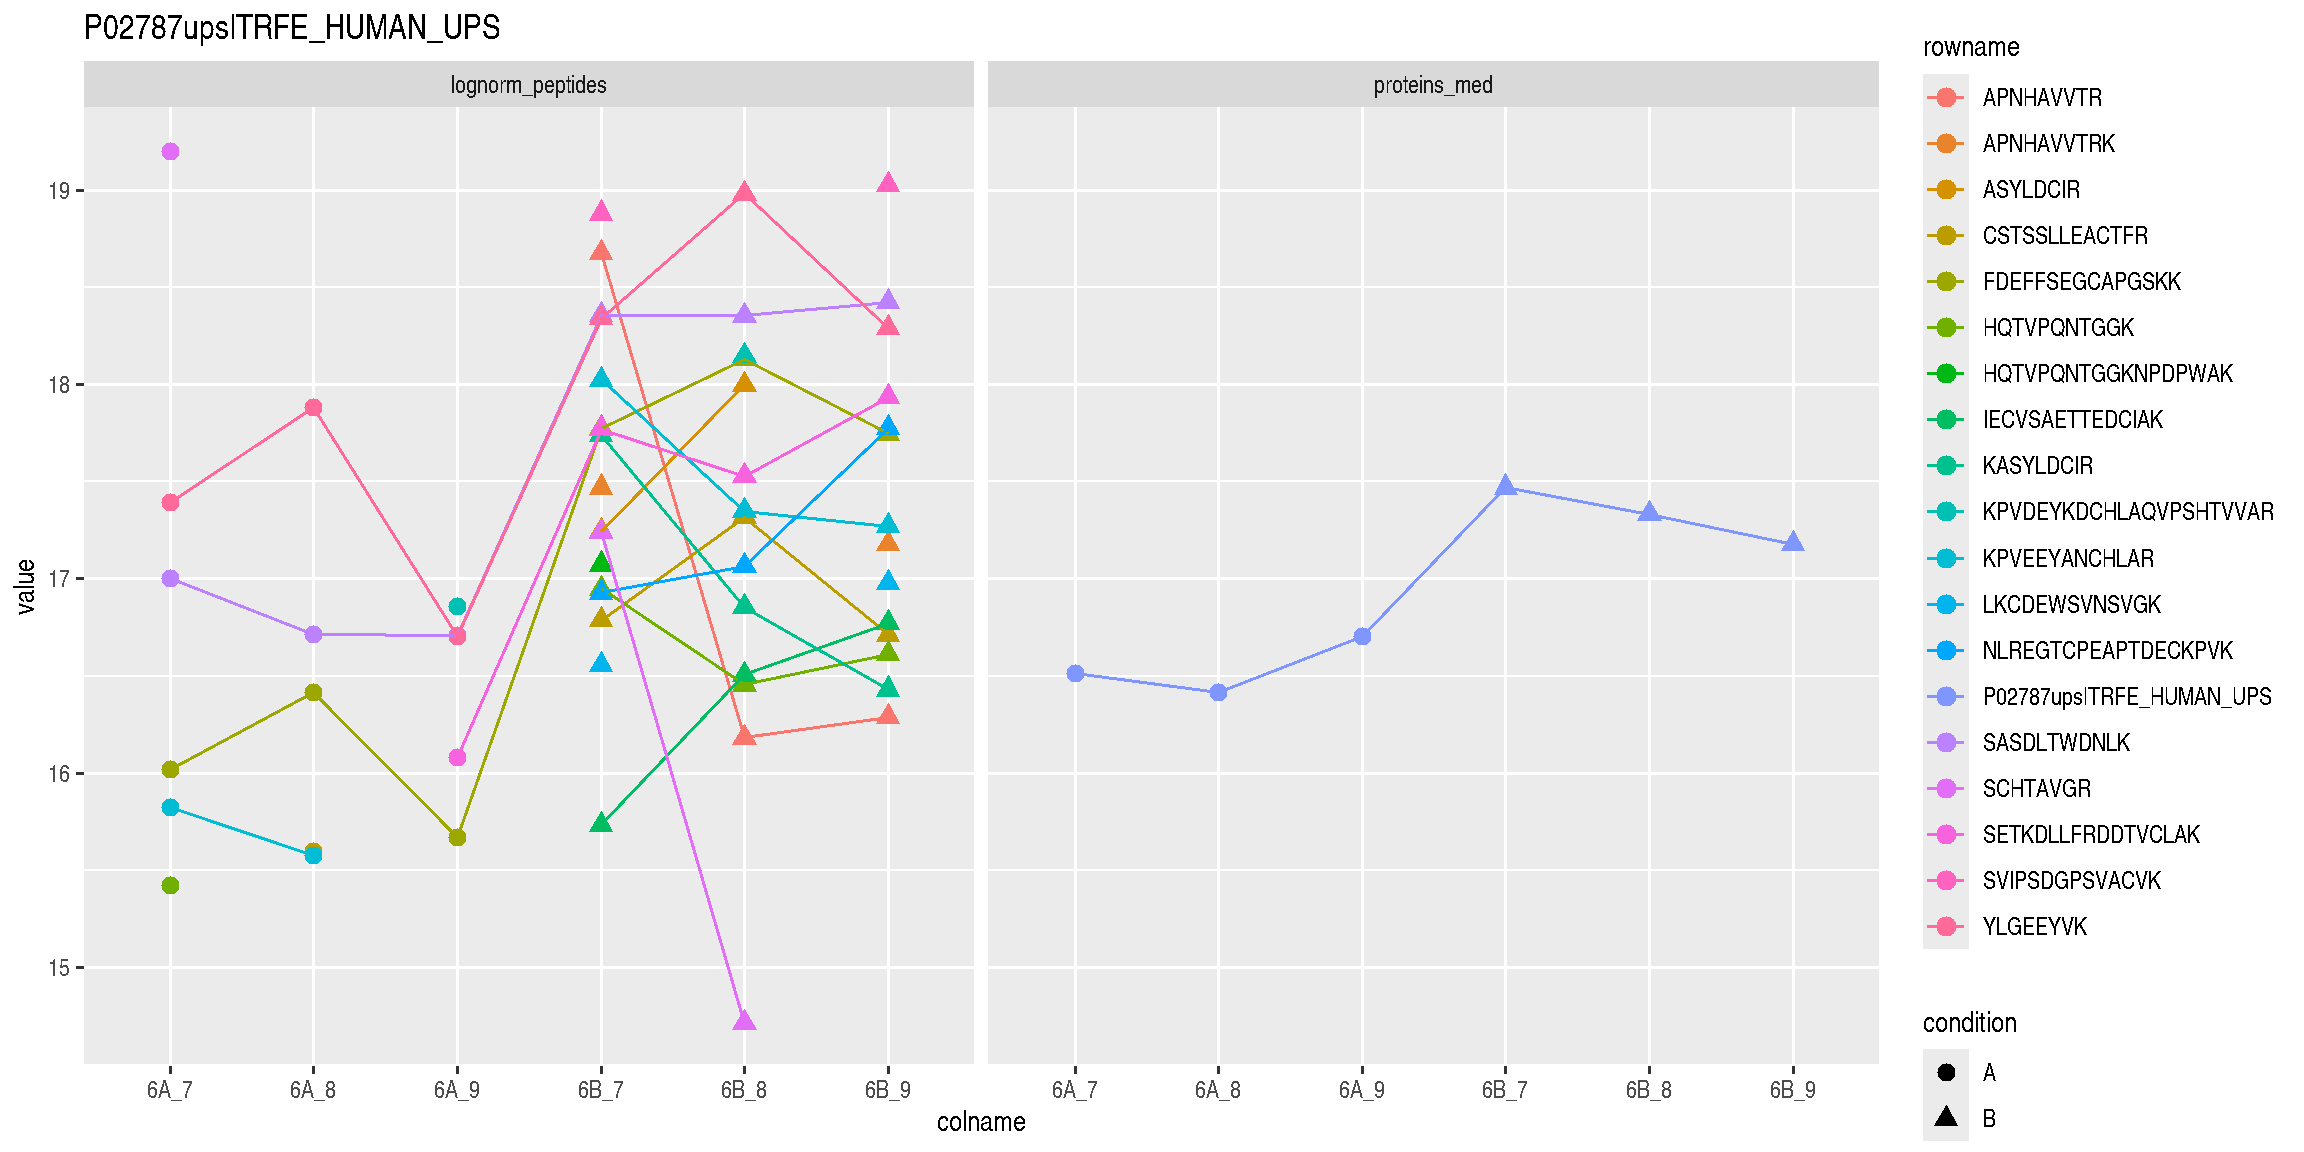 P02787ups|TRFE_HUMAN_UPS
lognorm_peptides
proteins_med
value
19
18
17
16
15
6A_7 6A_8 6A_9 6B_7 6B_8 6B_9
6A_7 6A_8 6A_9 6B_7 6B_8 6B_9
colname
rowname
APNHAVVTR
APNHAVVTRK
ASYLDCIR
CSTSSLLEACTFR
FDEFFSEGCAPGSKK
HQTVPQNTGGK
HQTVPQNTGGKNPDPWAK
IECVSAETTEDCIAK
KASYLDCIR
KPVDEYKDCHLAQVPSHTVVAR
KPVEEYANCHLAR
LKCDEWSVNSVGK
NLREGTCPEAPTDECKPVK
P02787ups|TRFE_HUMAN_UPS
SASDLTWDNLK
SCHTAVGR
SETKDLLFRDDTVCLAK
SVIPSDGPSVACVK
YLGEEYVK
condition
A
B